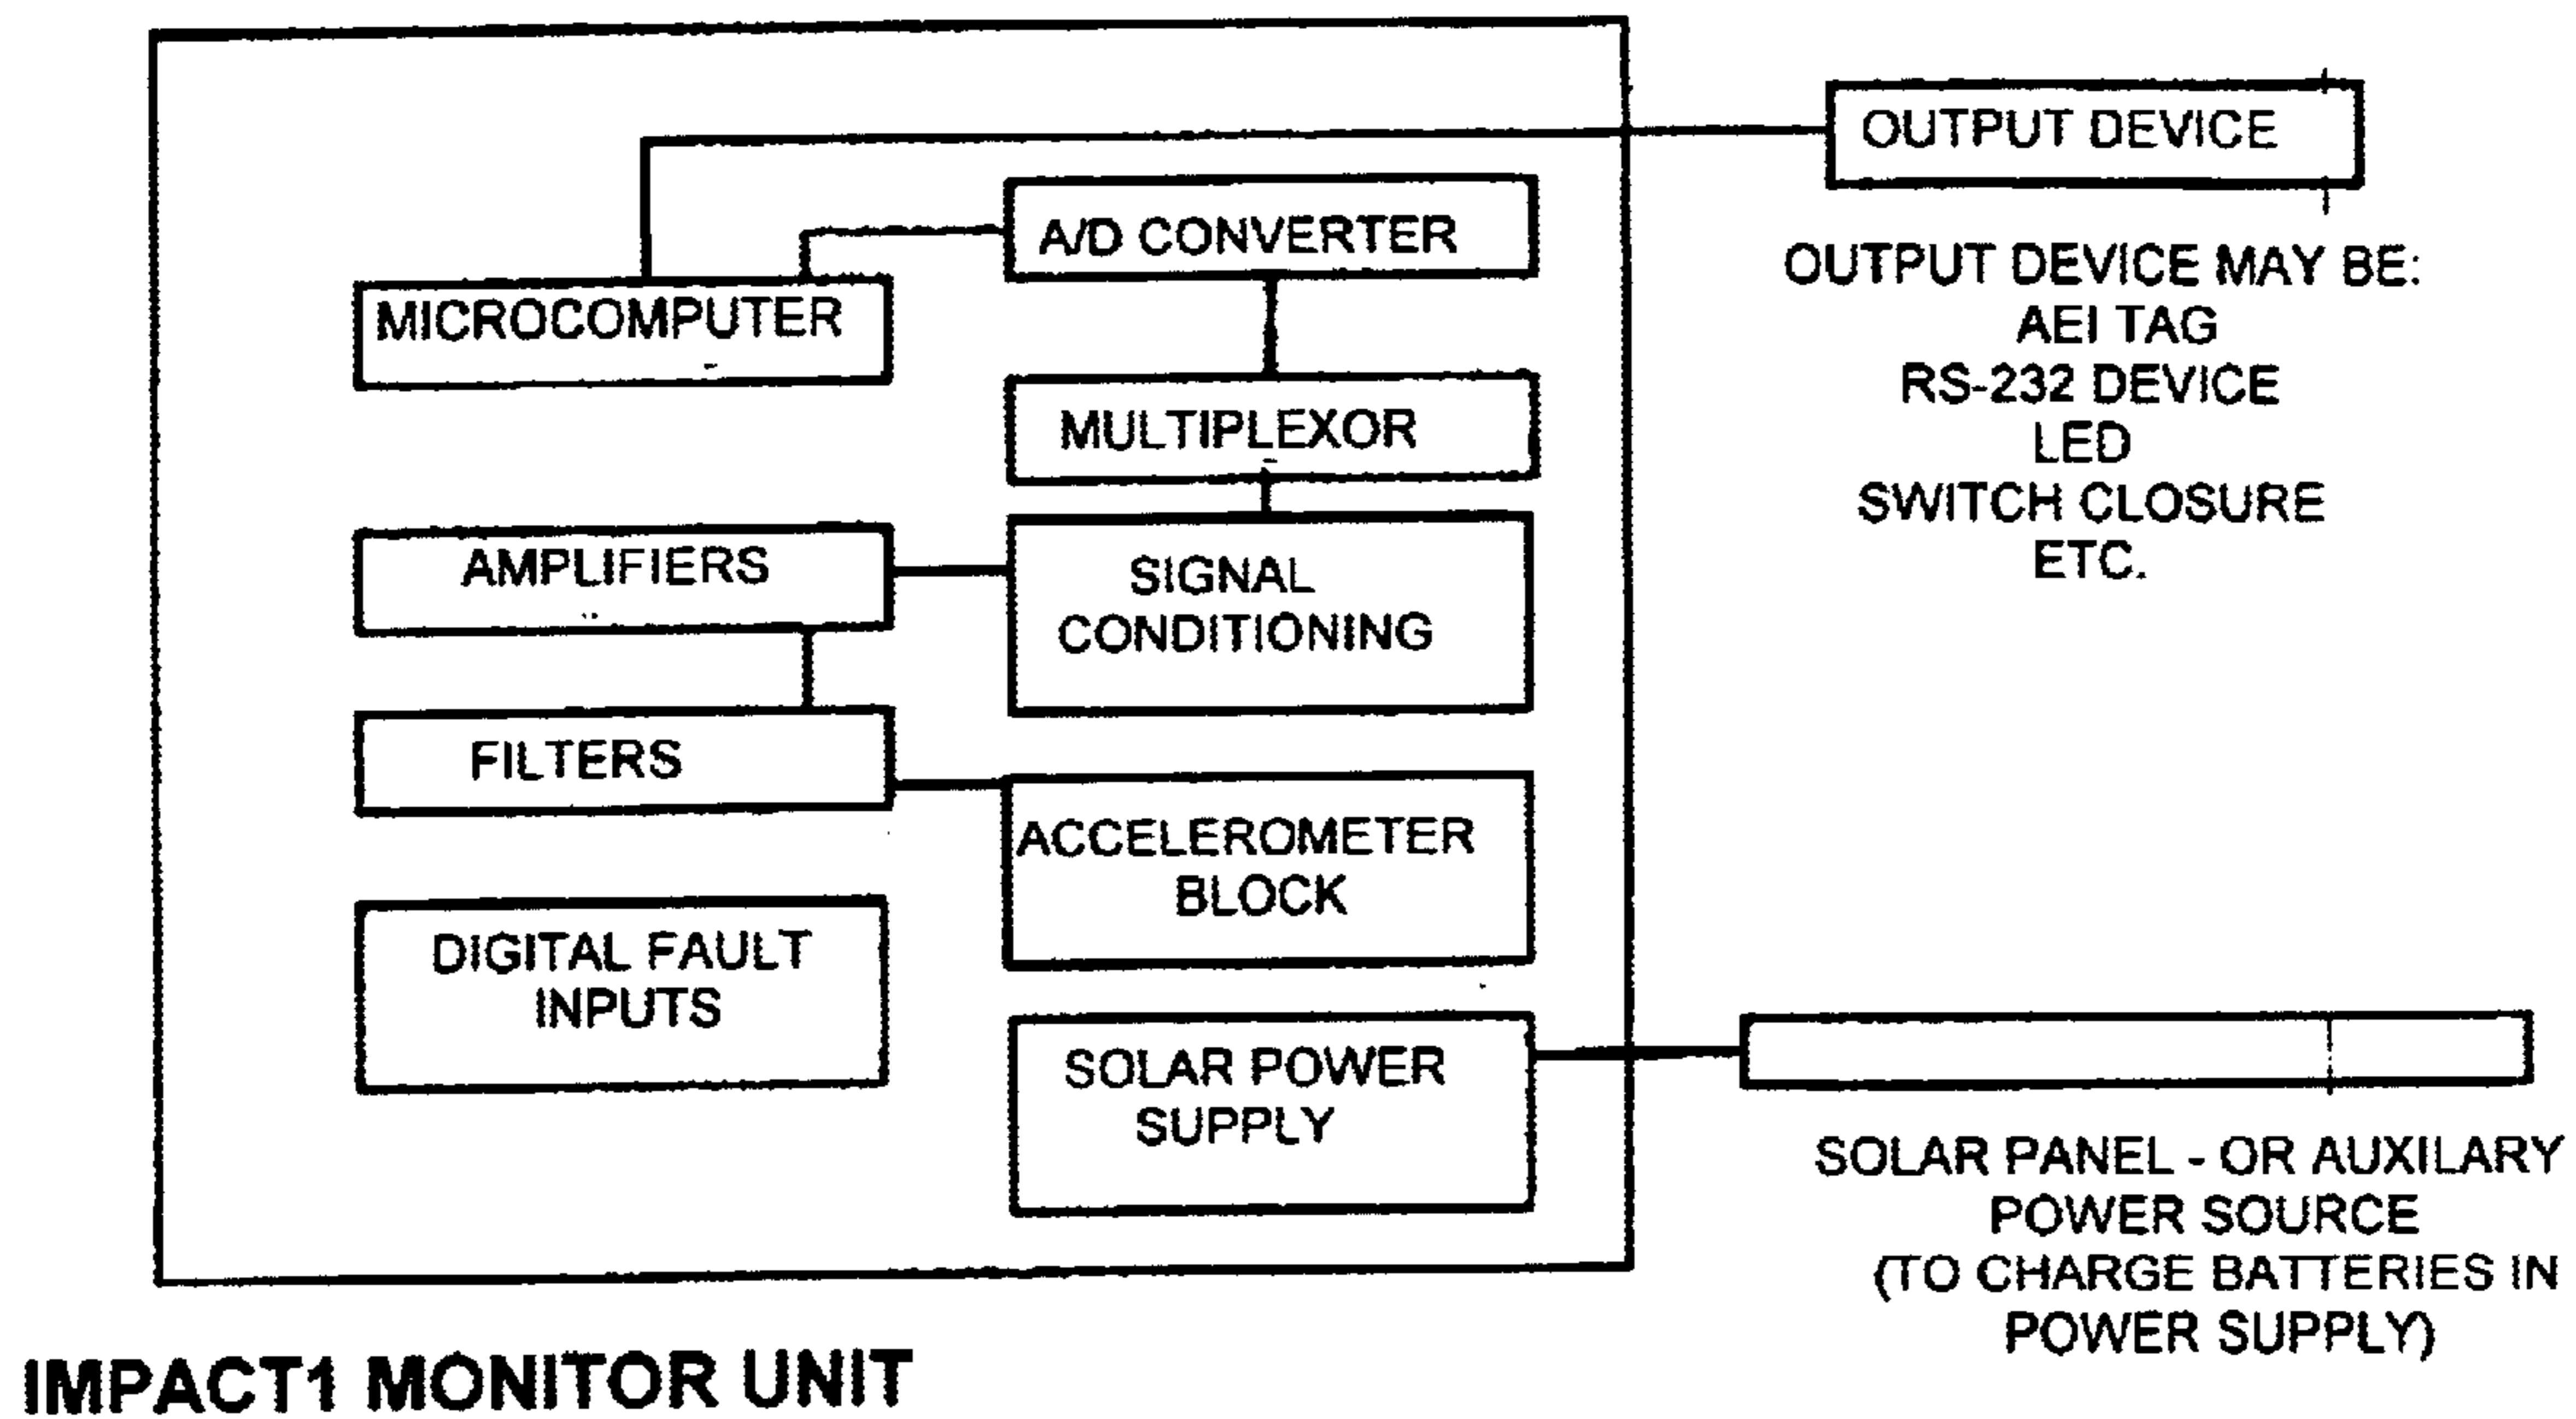 OUTPUT DEVICE
A/D CONVERTER
MICROCOMPUTER
OUTPUT DEVICE MAY BE:
AEI TAG
RS-232 DEVICE
LED
SWITCH CLOSURE
ETC.
MULTIPLEXOR
AMPLIFIERS
SIGNAL
CONDITIONING
FILTERS
ACCELEROMETER
BLOCK
DIGITAL FAULT
INPUTS
SOLAR POWER
SUPPLY
SOLAR PANEL - OR AUXILARY
POWER SOURCE
(TO CHARGE BATTERIES IN
POWER SUPPLY)
IMPACT1 MONITOR UNIT